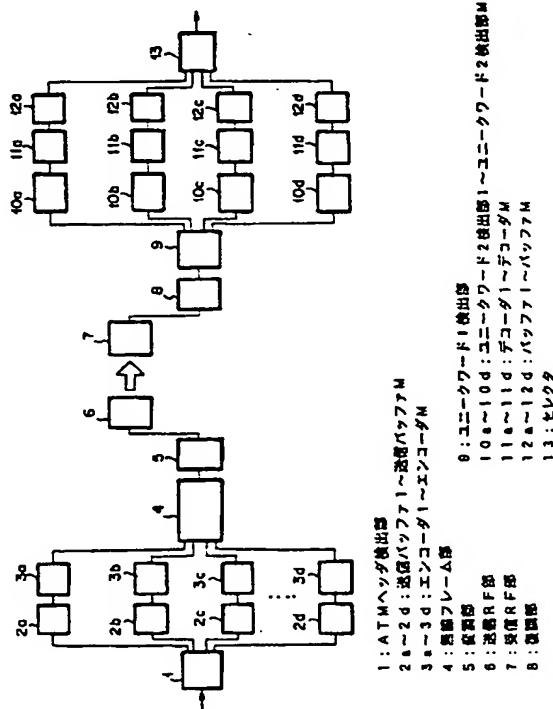 1
2a
3a
2b
3b
2c
3c
2d
3d
4
5
6
7
8
9
10a
11a
12a
10b
11b
12b
10c
11c
12c
10d
11d
12d
13
1:ATMヘッダ検出部
2a~2d:送信バッファ1~送信バッファM
3a~3d:エンコーダ1~エンコーダM
4:無線フレーム部
5:変調部
6:送信RF部
7:受信RF部
8:復調部
9:ユニークワード1検出部
10a~10d:ユニークワード2検出部1~ユニークワード2検出部M
11a~11d:デコーダ1~デコーダM
12a~12d:バッファ1~バッファM
13:セレクタ